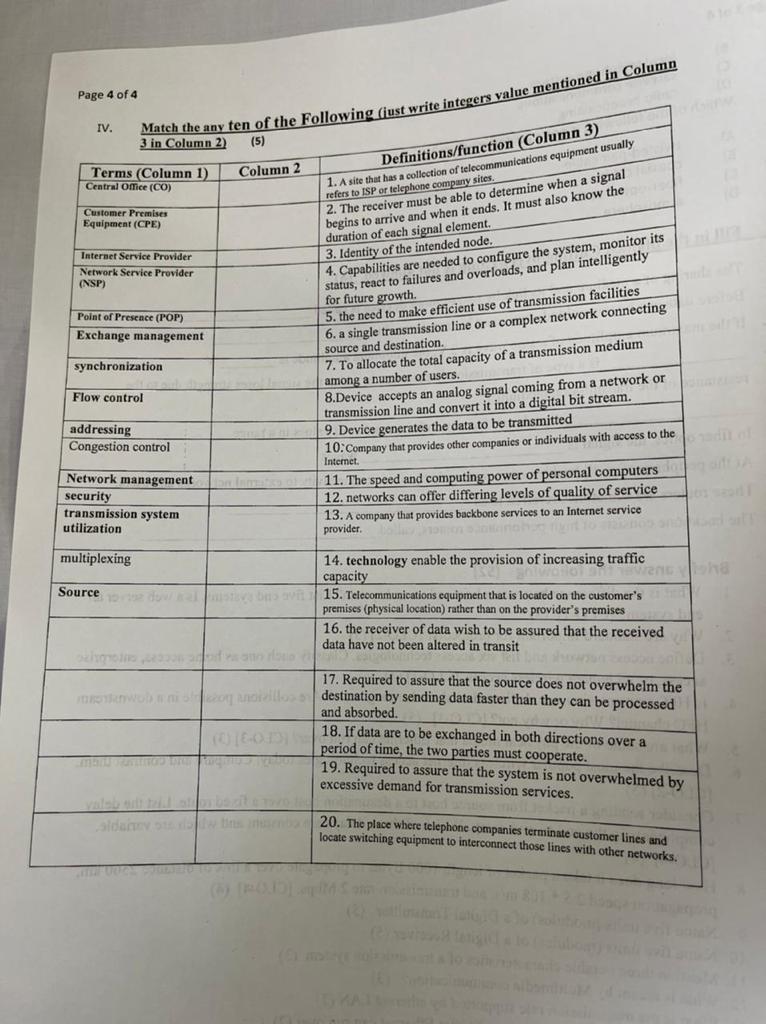 Page 4 of 4
IV. Match the any ten of the Following (just write integers value mentioned in Column
3 in Column 2) (5)
Terms (Column 1) Column 2 Definitions/function (Column 3)
Central Office (CO)
1. A site that has a collection of telecommunications equipment usually
refers to ISP or telephone company sites.
Customer Premises
Equipment (CPE)
2. The receiver must be able to determine when a signal
begins to arrive and when it ends. It must also know the
duration of each signal element.
Internet Service Provider
3. Identity of the intended node.
Network Service Provider
(NSP)
4. Capabilities are needed to configure the system, monitor its
status, react to failures and overloads, and plan intelligently
for future growth.
Point of Presence (POP)
5. the need to make efficient use of transmission facilities
Exchange management
6. a single transmission line or a complex network connecting
source and destination.
synchronization
7. To allocate the total capacity of a transmission medium
among a number of users.
Flow control
8.Device accepts an analog signal coming from a network or
transmission line and convert it into a digital bit stream.
addressing
9. Device generates the data to be transmitted
Congestion control
10. Company that provides other companies or individuals with access to the
Internet.
Network management
11. The speed and computing power of personal computers
security
12. networks can offer differing levels of quality of service
transmission system
utilization
13. A company that provides backbone services to an Internet service
provider.
multiplexing
14. technology enable the provision of increasing traffic
capacity
Source
15. Telecommunications equipment that is located on the customer's
premises (physical location) rather than on the provider's premises
16. the receiver of data wish to be assured that the received
data have not been altered in transit
17. Required to assure that the source does not overwhelm the
destination by sending data faster than they can be processed
and absorbed.
18. If data are to be exchanged in both directions over a
period of time, the two parties must cooperate.
19. Required to assure that the system is not overwhelmed by
excessive demand for transmission services.
20. The place where telephone companies terminate customer lines and
locate switching equipment to interconnect those lines with other networks.